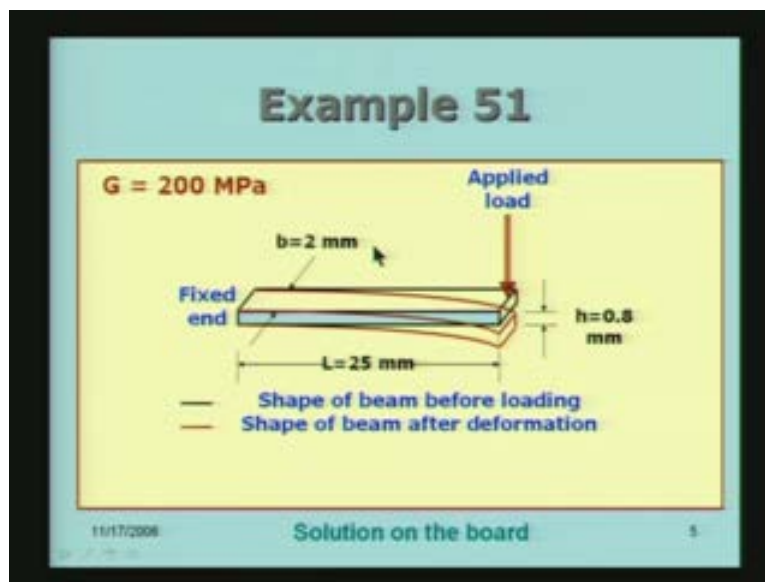 Example 51
G = 200 MPa
Applied
load
b=2 mm
Fixed
end
h=0.8
mm
L=25 mm
Shape of beam before loading
Shape of beam after deformation
11/17/2006
Solution on the board
5